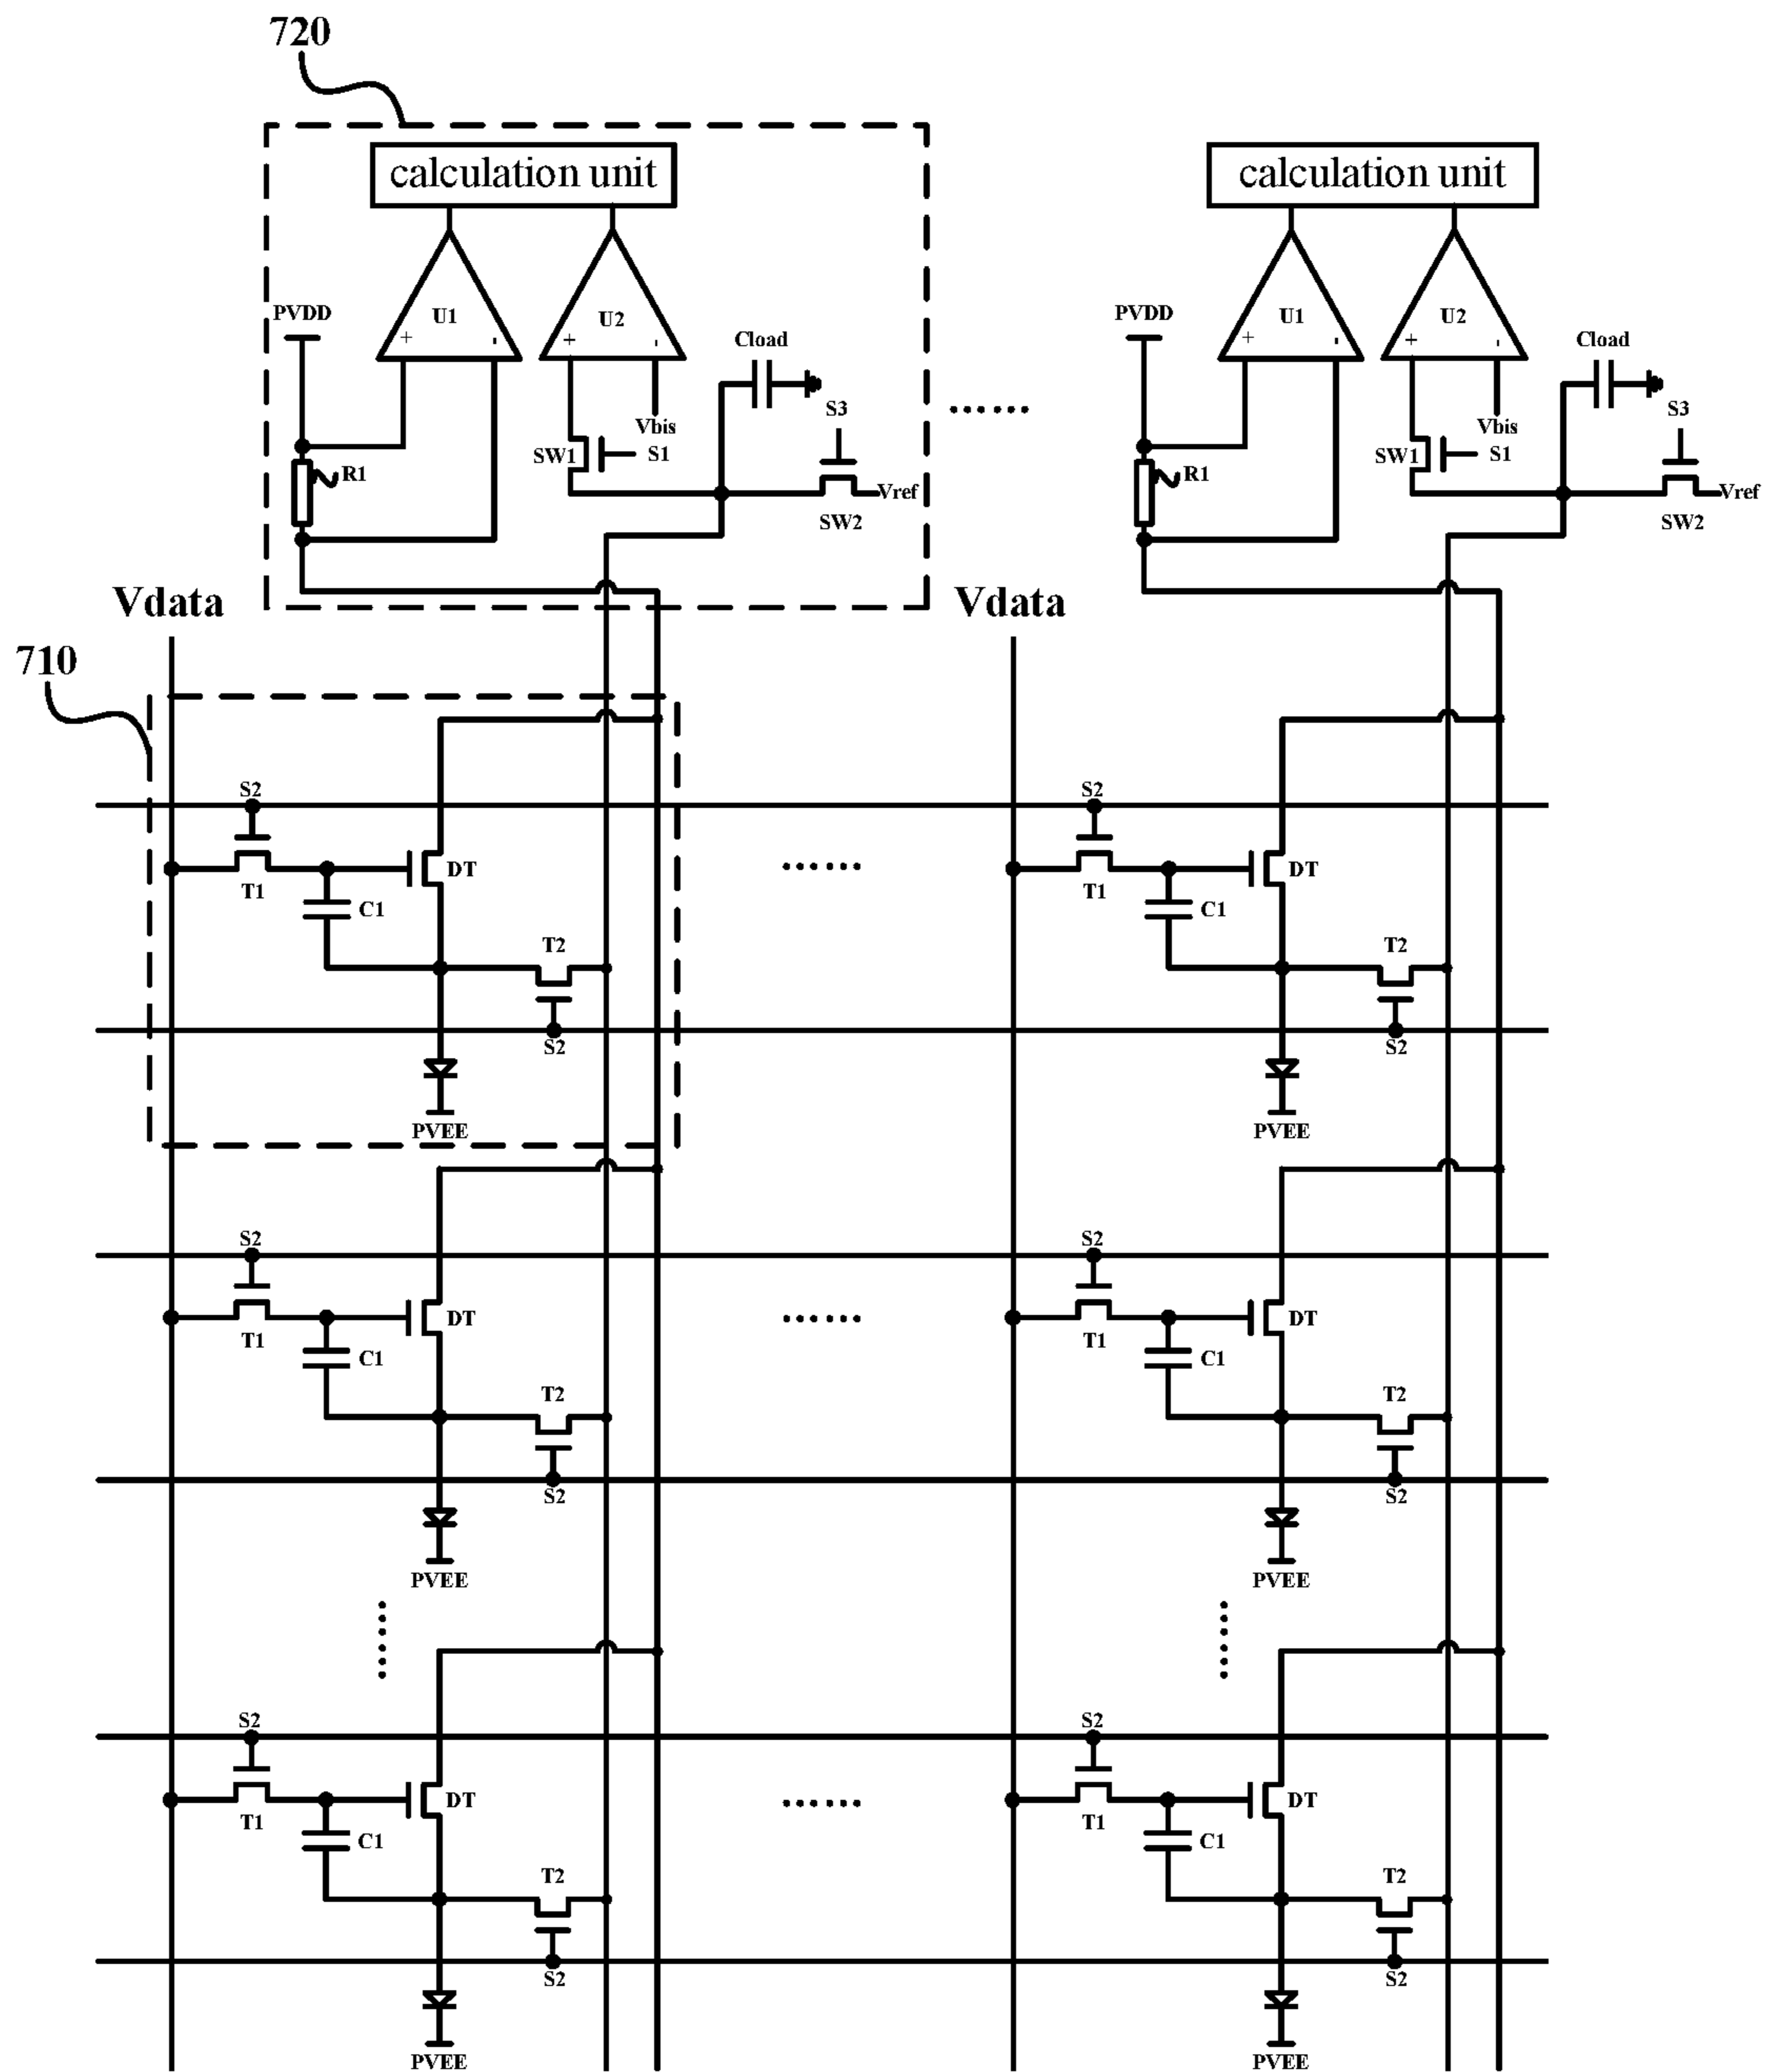 720
calculation unit calculation unit
U1 U2 U1 U2
PVDD PVDD
+ - + - + - + -
Cload Cload
S3 S3
Vbis Vbis
SW1 S1 SW1 S1
R1 R1
Vref Vref
SW2 SW2
Vdata Vdata
710
S2 S2
DT DT
T1 T1
C1 C1
T2 T2
S2 S2
PVEE PVEE
S2 S2
DT DT
T1 T1
C1 C1
T2 T2
S2 S2
PVEE PVEE
S2 S2
DT DT
T1 T1
C1 C1
T2 T2
S2 S2
PVEE PVEE